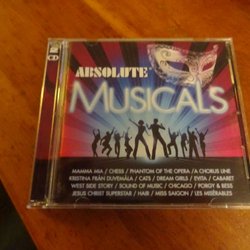 ABSOLUTE
MUSICALS
MAMMA MIA / CHESS / PHANTOM OF THE OPERA / A CHORUS LINE
KRISTINA FRÅN DUVEMÅLA / CATS / DREAM GIRLS / EVITA / CABARET
WEST SIDE STORY / SOUND OF MUSIC / CHICAGO / PORGY & BESS
JESUS CHRIST SUPERSTAR / HAIR / MISS SAIGON / LES MISÉRABLES